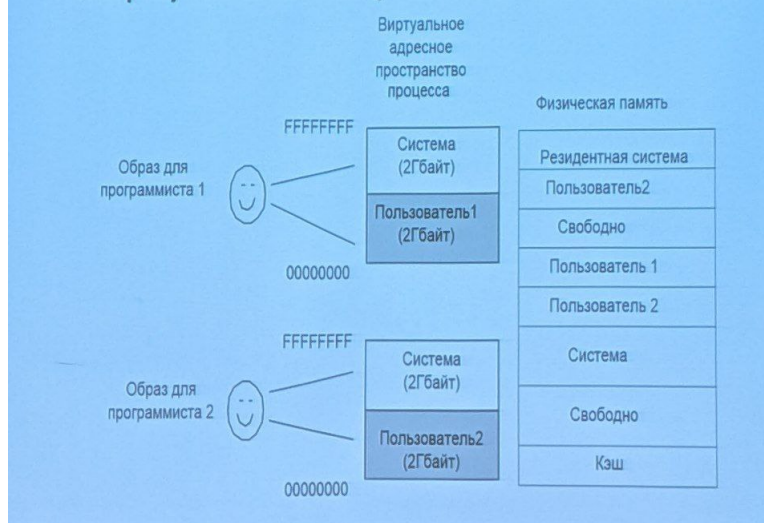 Виртуальное
адресное
пространство
процесса
Физическая память
FFFFFFFF
Образ для
программиста 1
Система
(2Гбайт)
Пользователь1
(2Гбайт)
00000000
FFFFFFFF
Образ для
программиста 2
Система
(2Гбайт)
Пользователь2
(2Гбайт)
00000000
Резидентная система
Пользователь2
Свободно
Пользователь 1
Пользователь 2
Система
Свободно
Кэш